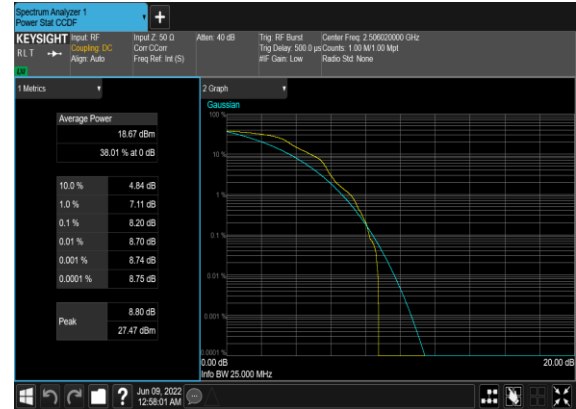 Spectrum Analyzer 1
Power Stat CCDF
+
KEYSIGHT
RLT
LU
Input: RF
Coupling: DC
Align: Auto
Input Z: 50 Ω
Corr CCorr
Freq Ref: Int (S)
Atten: 40 dB
Trig: RF Burst
Trig Delay: 500.0 µs
#IF Gain: Low
Center Freq: 2.506020000 GHz
Counts: 1.00 M/1.00 Mpt
Radio Std: None
1 Metrics
Average Power
18.67 dBm
38.01 % at 0 dB
10.0 % 4.84 dB
1.0 % 7.11 dB
0.1 % 8.20 dB
0.01 % 8.70 dB
0.001 % 8.74 dB
0.0001 % 8.75 dB
Peak
8.80 dB
27.47 dBm
2 Graph
Gaussian
100 %
10 %
1 %
0.1 %
0.01 %
0.001 %
0.0001 %
0.00 dB
20.00 dB
Info BW 25.000 MHz
?
Jun 09, 2022
12:58:01 AM